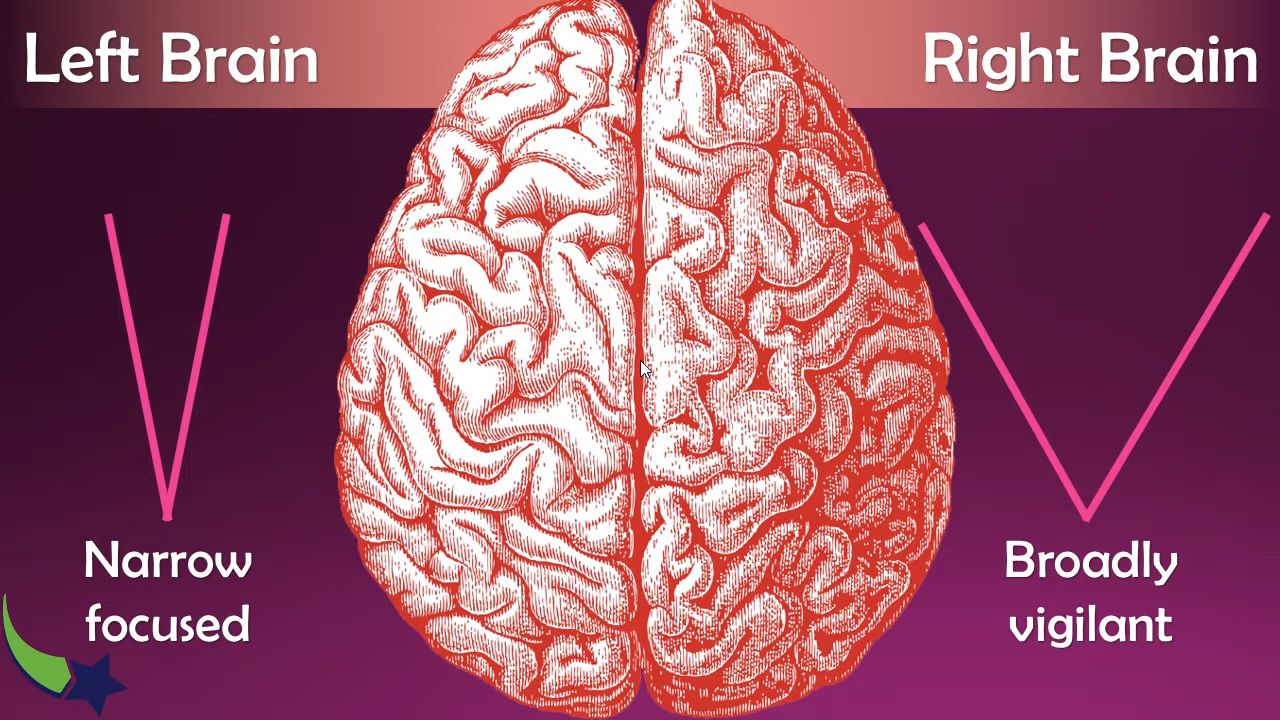 Left Brain
Right Brain
Narrow
focused
Broadly
vigilant